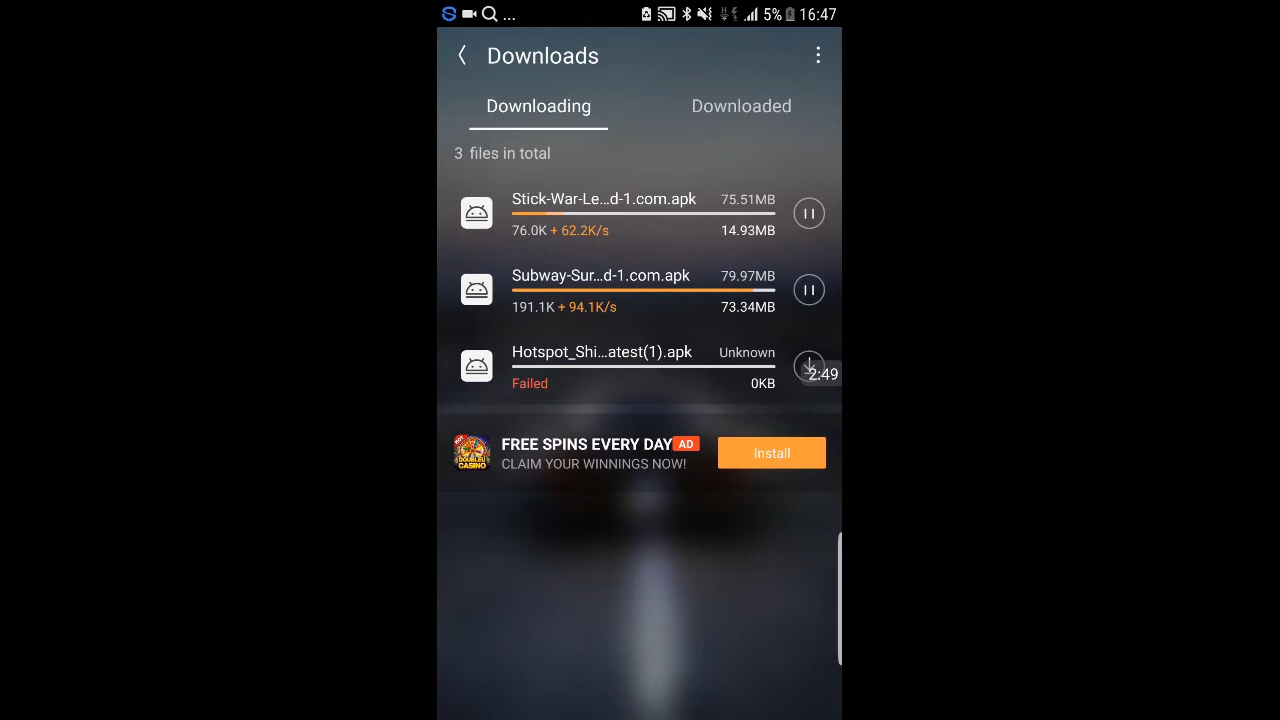 ... 5% 16:47
Downloads
Downloading Downloaded
3 files in total
Stick-War-Le...d-1.com.apk 75.51MB
76.0K + 62.2K/s 14.93MB
Subway-Sur...d-1.com.apk 79.97MB
191.1K + 94.1K/s 73.34MB
Hotspot_Shi...atest(1).apk Unknown
2:49
Failed 0KB
FREE SPINS EVERY DAY AD
DOUBLEU CASINO
Install
CLAIM YOUR WINNINGS NOW!